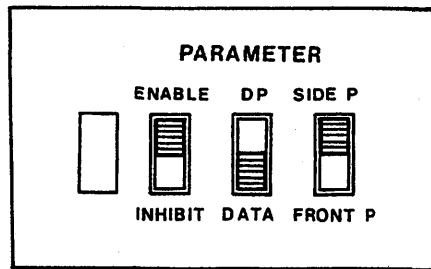 PARAMETER
ENABLE DP SIDE P
INHIBIT DATA FRONT P